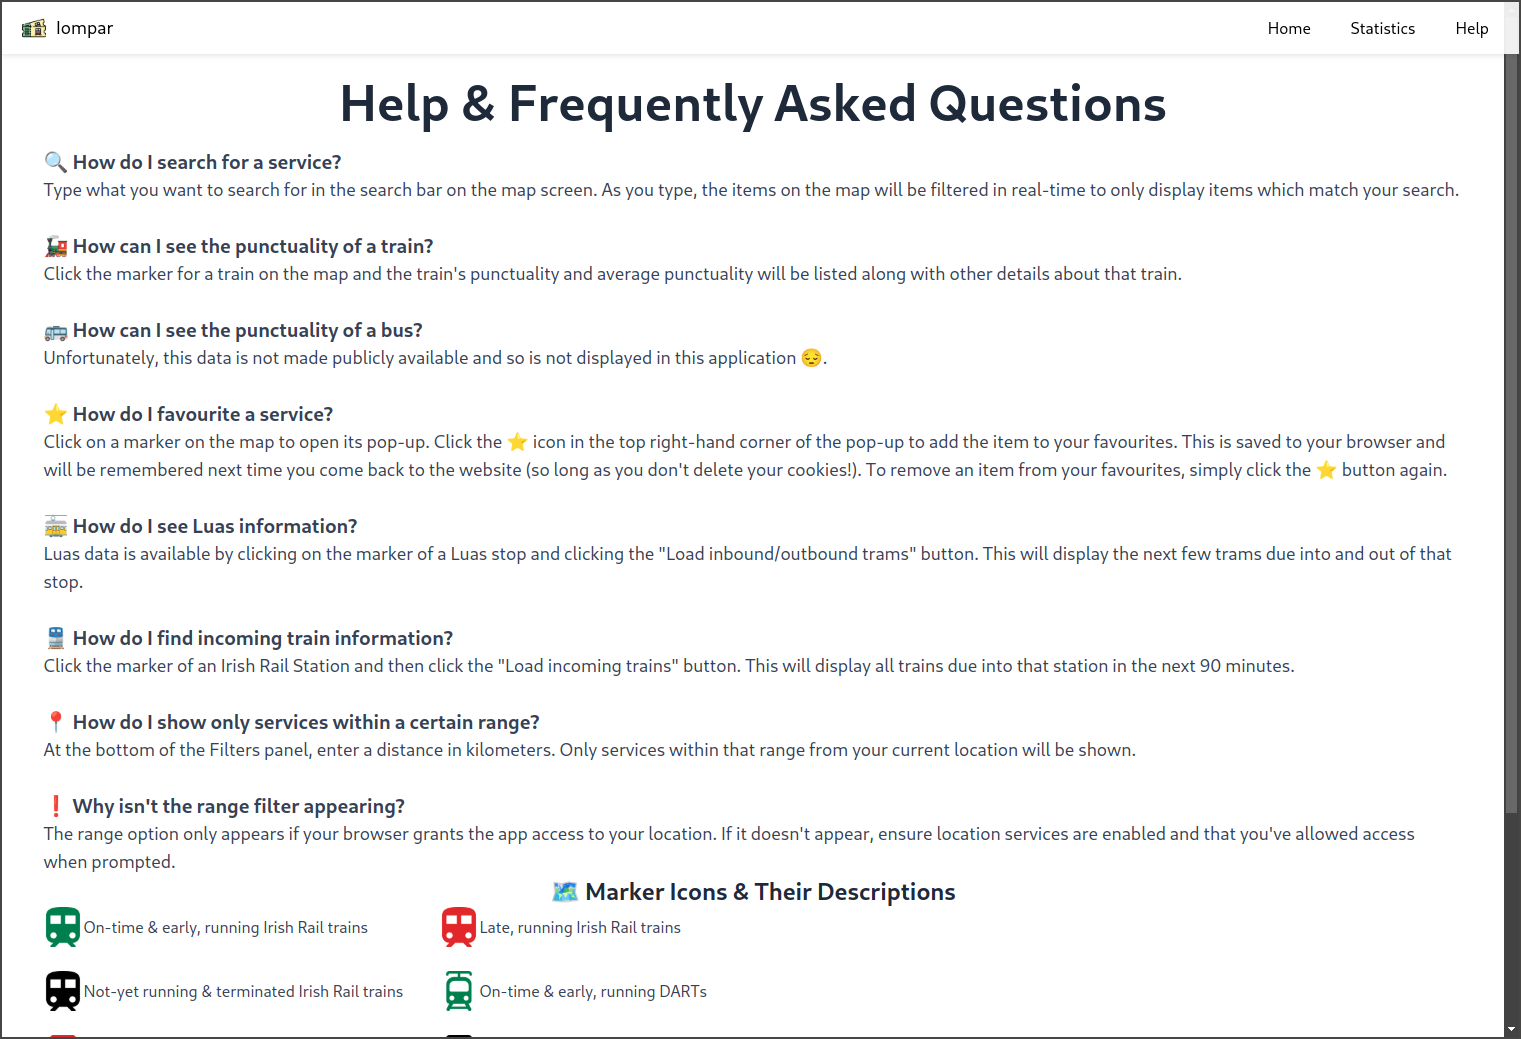 Iompar
Home Statistics Help
Help & Frequently Asked Questions
🔍 How do I search for a service?
Type what you want to search for in the search bar on the map screen. As you type, the items on the map will be filtered in real-time to only display items which match your search.
🚂 How can I see the punctuality of a train?
Click the marker for a train on the map and the train's punctuality and average punctuality will be listed along with other details about that train.
🚌 How can I see the punctuality of a bus?
Unfortunately, this data is not made publicly available and so is not displayed in this application 😔.
⭐ How do I favourite a service?
Click on a marker on the map to open its pop-up. Click the ⭐ icon in the top right-hand corner of the pop-up to add the item to your favourites. This is saved to your browser and
will be remembered next time you come back to the website (so long as you don't delete your cookies!). To remove an item from your favourites, simply click the ⭐ button again.
🚋 How do I see Luas information?
Luas data is available by clicking on the marker of a Luas stop and clicking the "Load inbound/outbound trams" button. This will display the next few trams due into and out of that
stop.
🚆 How do I find incoming train information?
Click the marker of an Irish Rail Station and then click the "Load incoming trains" button. This will display all trains due into that station in the next 90 minutes.
📍 How do I show only services within a certain range?
At the bottom of the Filters panel, enter a distance in kilometers. Only services within that range from your current location will be shown.
❗ Why isn't the range filter appearing?
The range option only appears if your browser grants the app access to your location. If it doesn't appear, ensure location services are enabled and that you've allowed access
when prompted.
🗺️ Marker Icons & Their Descriptions
On-time & early, running Irish Rail trains
Late, running Irish Rail trains
Not-yet running & terminated Irish Rail trains
On-time & early, running DARTs